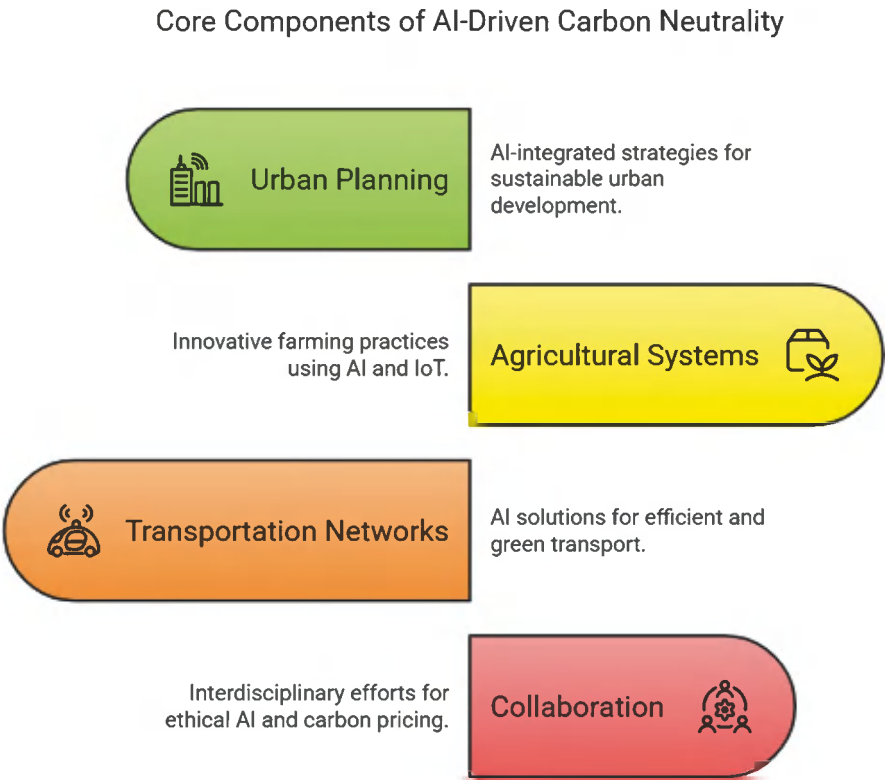 Core Components of AI-Driven Carbon Neutrality
Urban Planning
AI-integrated strategies for
sustainable urban
development.
Innovative farming practices
using AI and IoT.
Agricultural Systems
Transportation Networks
AI solutions for efficient and
green transport.
Interdisciplinary efforts for
ethical AI and carbon pricing.
Collaboration